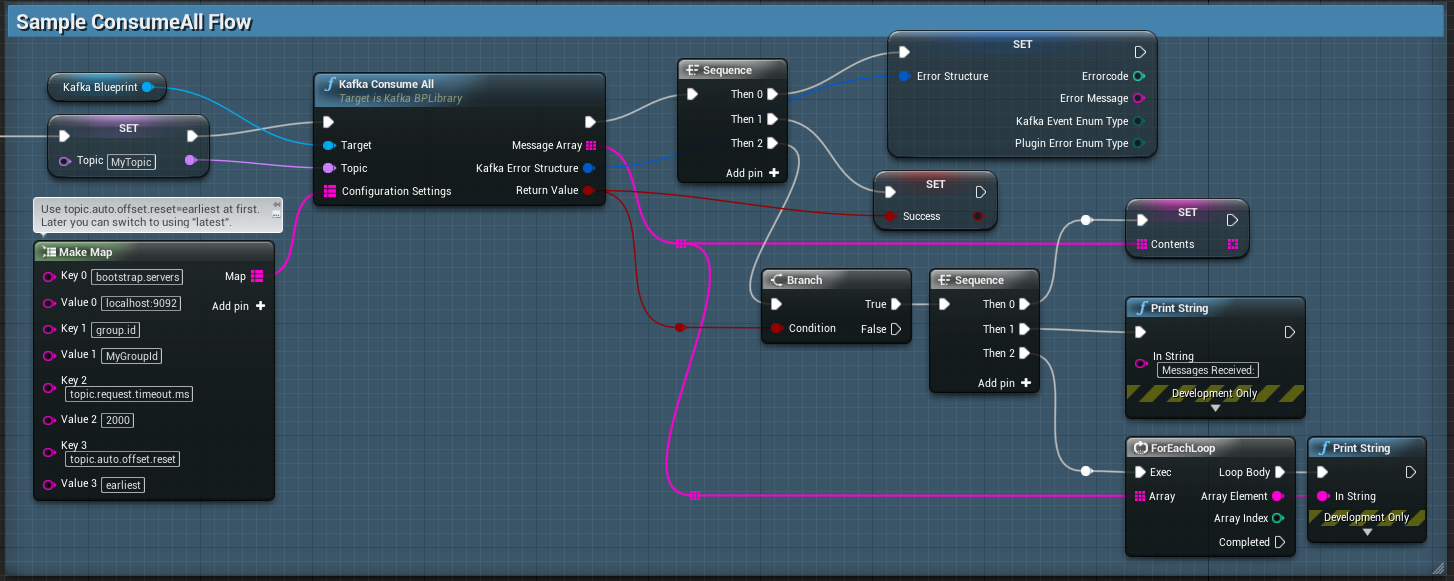 Sample ConsumeAll Flow
Kafka Blueprint
SET
Topic MyTopic
Use topic.auto.offset.reset=earliest at first.
Later you can switch to using "latest".
Make Map
Key 0 bootstrap.servers
Map
Value 0 localhost:9092
Add pin
Key 1 group.id
Value 1 MyGroupId
Key 2
topic.request.timeout.ms
Value 2 2000
Key 3
topic.auto.offset.reset
Value 3 earliest
Kafka Consume All
Target is Kafka BPLibrary
Target
Message Array
Topic
Kafka Error Structure
Configuration Settings
Return Value
Sequence
Then 0
Then 1
Then 2
Add pin
SET
Error Structure
Errorcode
Error Message
Kafka Event Enum Type
Plugin Error Enum Type
SET
Success
SET
Contents
Branch
True
Condition
False
Sequence
Then 0
Then 1
Then 2
Add pin
Print String
In String
Messages Received:
Development Only
ForEachLoop
Exec
Loop Body
Array
Array Element
Array Index
Completed
Print String
In String
Development Only